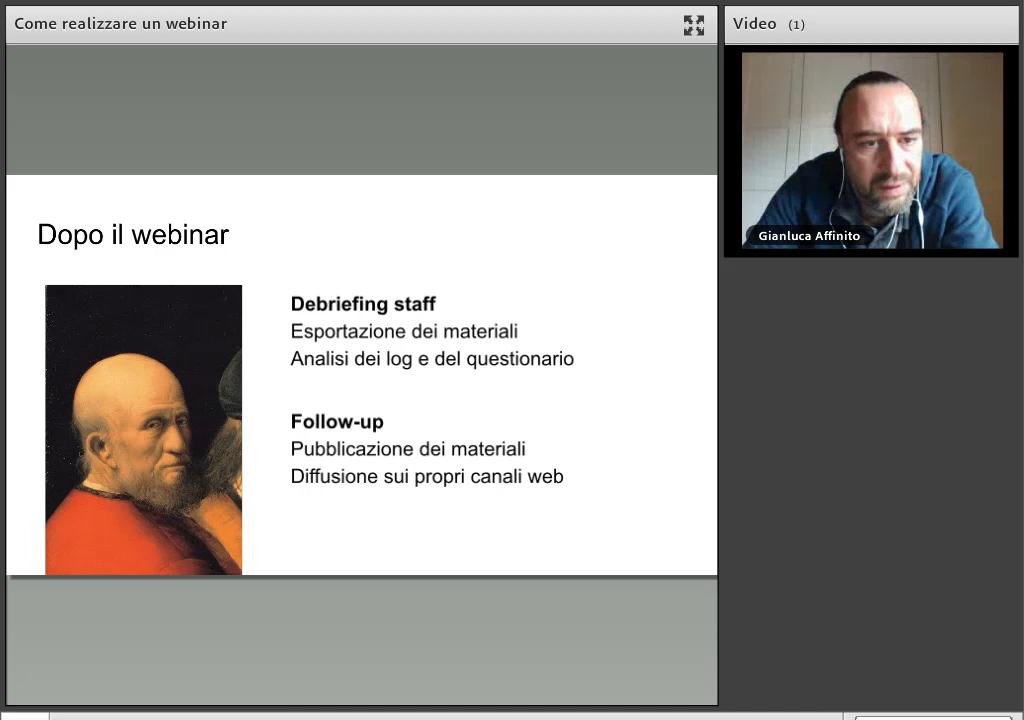 Come realizzare un webinar
Video (1)
Gianluca Affinito
Dopo il webinar
Debriefing staff
Esportazione dei materiali
Analisi dei log e del questionario
Follow-up
Pubblicazione dei materiali
Diffusione sui propri canali web